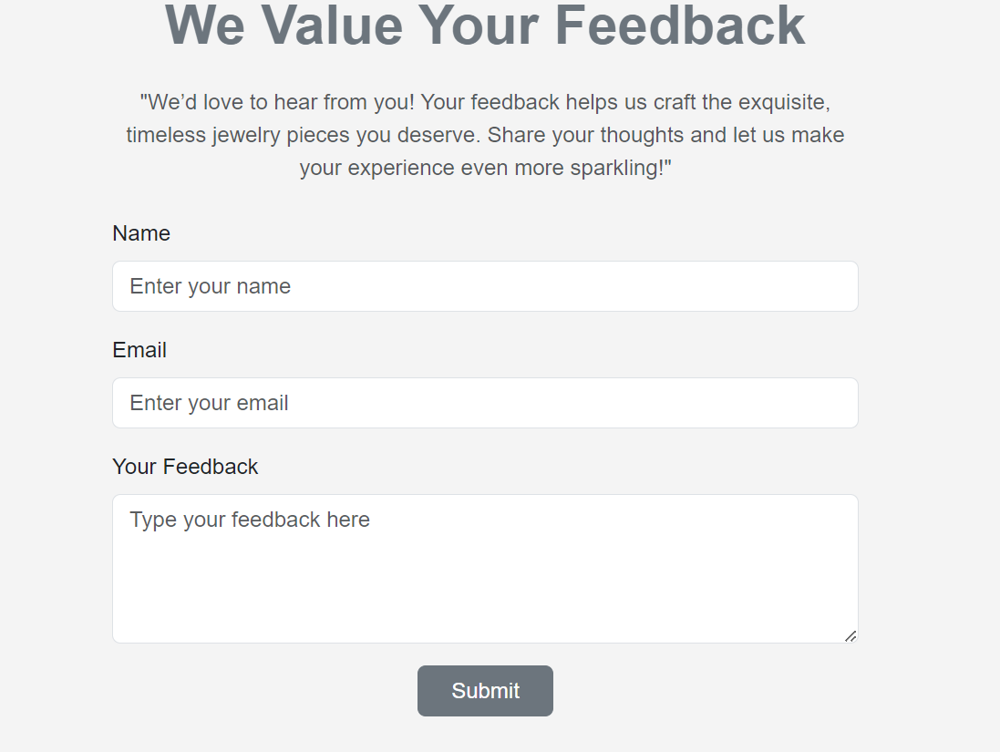 We Value Your Feedback
"We’d love to hear from you! Your feedback helps us craft the exquisite,
timeless jewelry pieces you deserve. Share your thoughts and let us make
your experience even more sparkling!"
Name
Enter your name
Email
Enter your email
Your Feedback
Type your feedback here
Submit